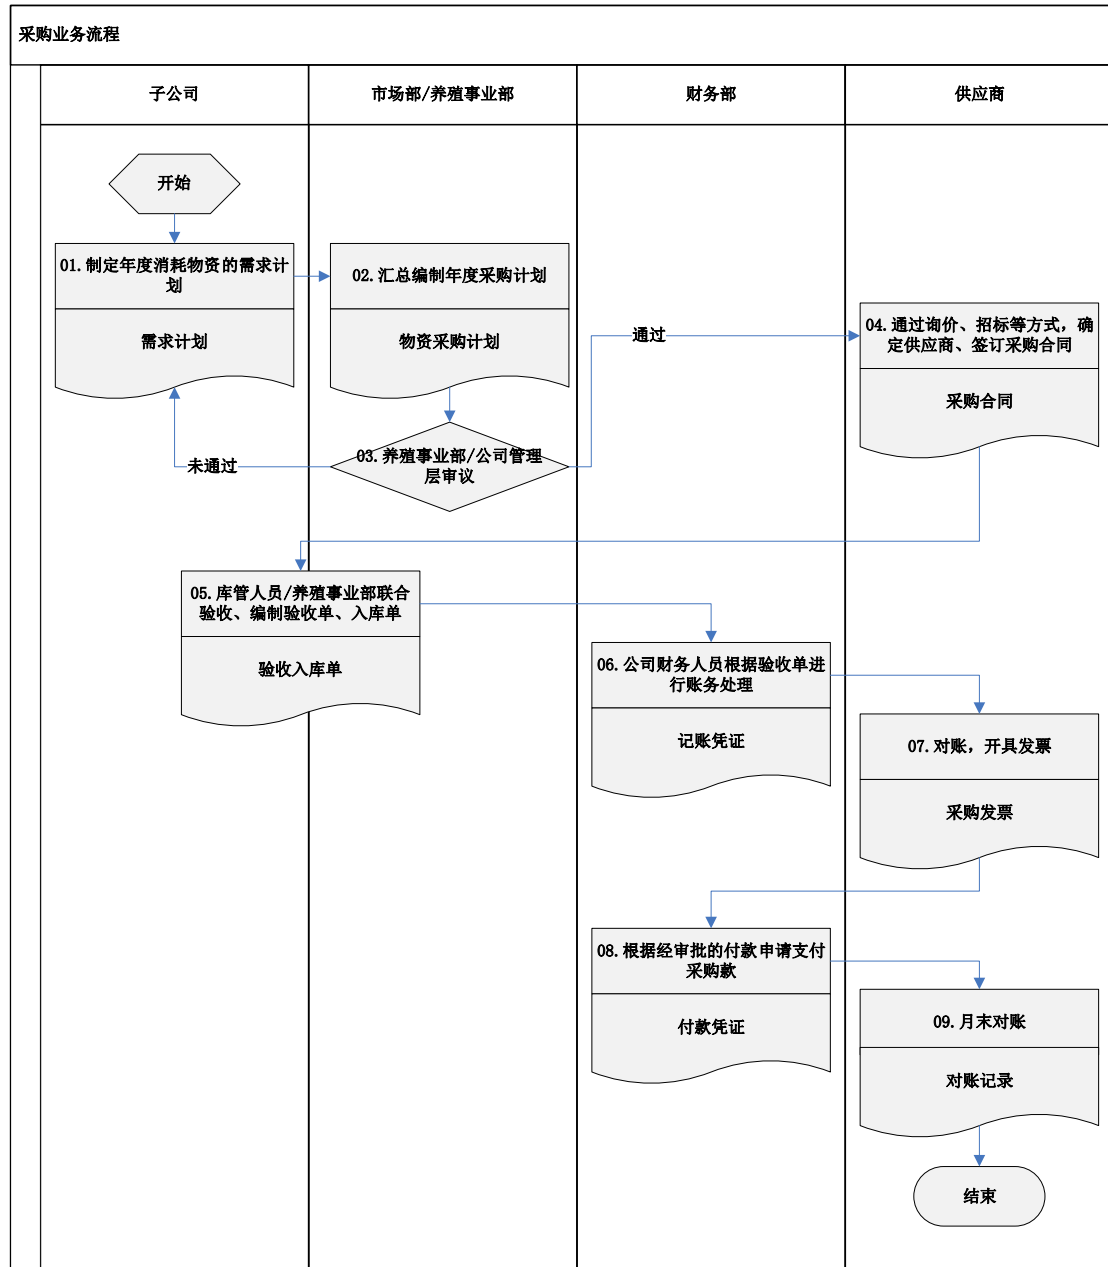 采购业务流程
子公司
市场部/养殖事业部
财务部
供应商
开始
01.制定年度消耗物资的需求计
划
需求计划
02.汇总编制年度采购计划
物资采购计划
通过
04.通过询价、招标等方式，确
定供应商、签订采购合同
采购合同
未通过
03.养殖事业部/公司管理
层审议
05.库管人员/养殖事业部联合
验收、编制验收单、入库单
验收入库单
06.公司财务人员根据验收单进
行账务处理
记账凭证
07.对账，开具发票
采购发票
08.根据经审批的付款申请支付
采购款
付款凭证
09.月末对账
对账记录
结束